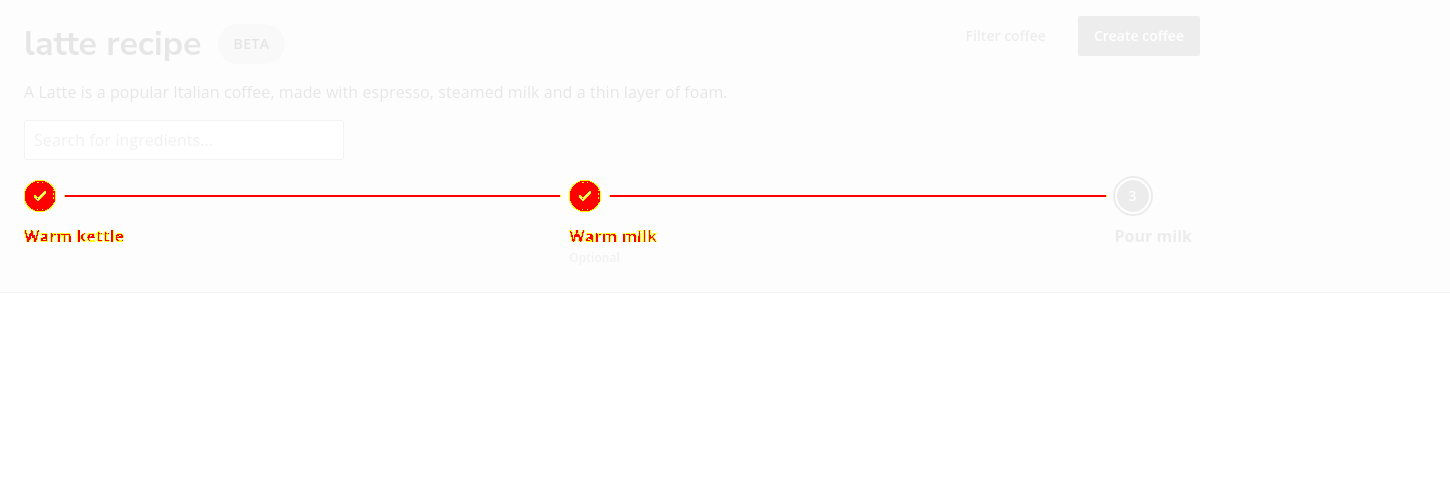 latte recipe BETA
Filter coffee Create coffee
A Latte is a popular Italian coffee, made with espresso, steamed milk and a thin layer of foam.
Search for ingredients...
3
Warm kettle Warm milk Pour milk
Optional